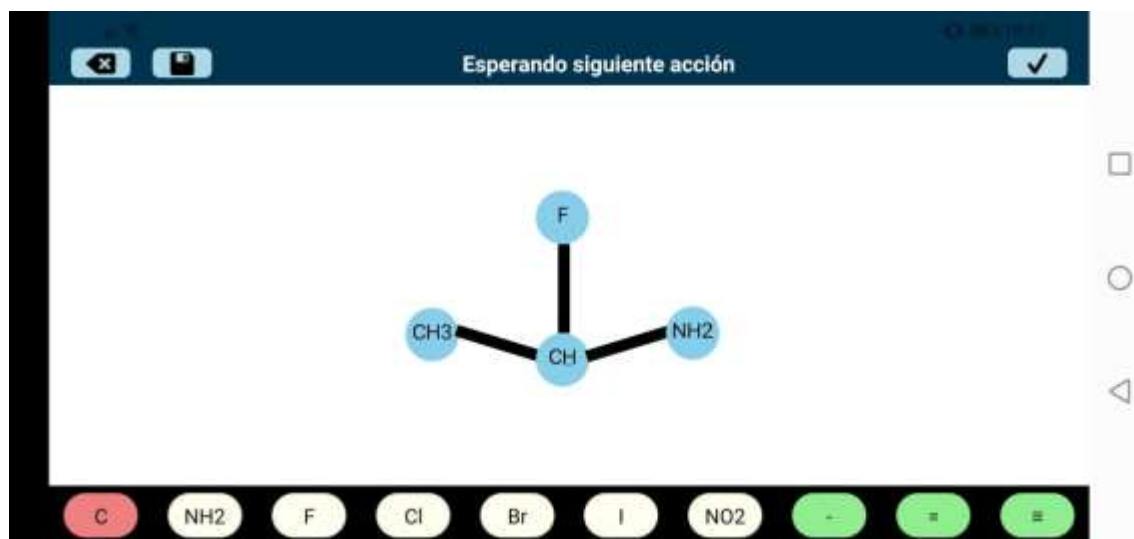 Esperando siguiente acción
F
CH3
CH
NH2
C NH2 F Cl Br I NO2 - = ≡